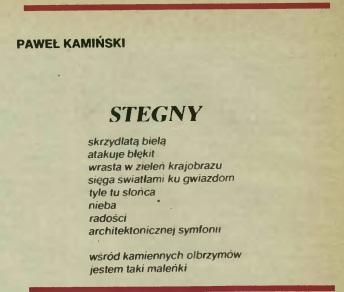 PAWEŁ KAMIŃSKI
STEGNY
skrzydlatą bielą
atakuje błękit
wrasta w zieleń krajobrazu
sięga światłami ku gwiazdom
tyle tu słońca
nieba
radości
architektonicznej symfonii
wśród kamiennych olbrzymów
jestem taki maleńki